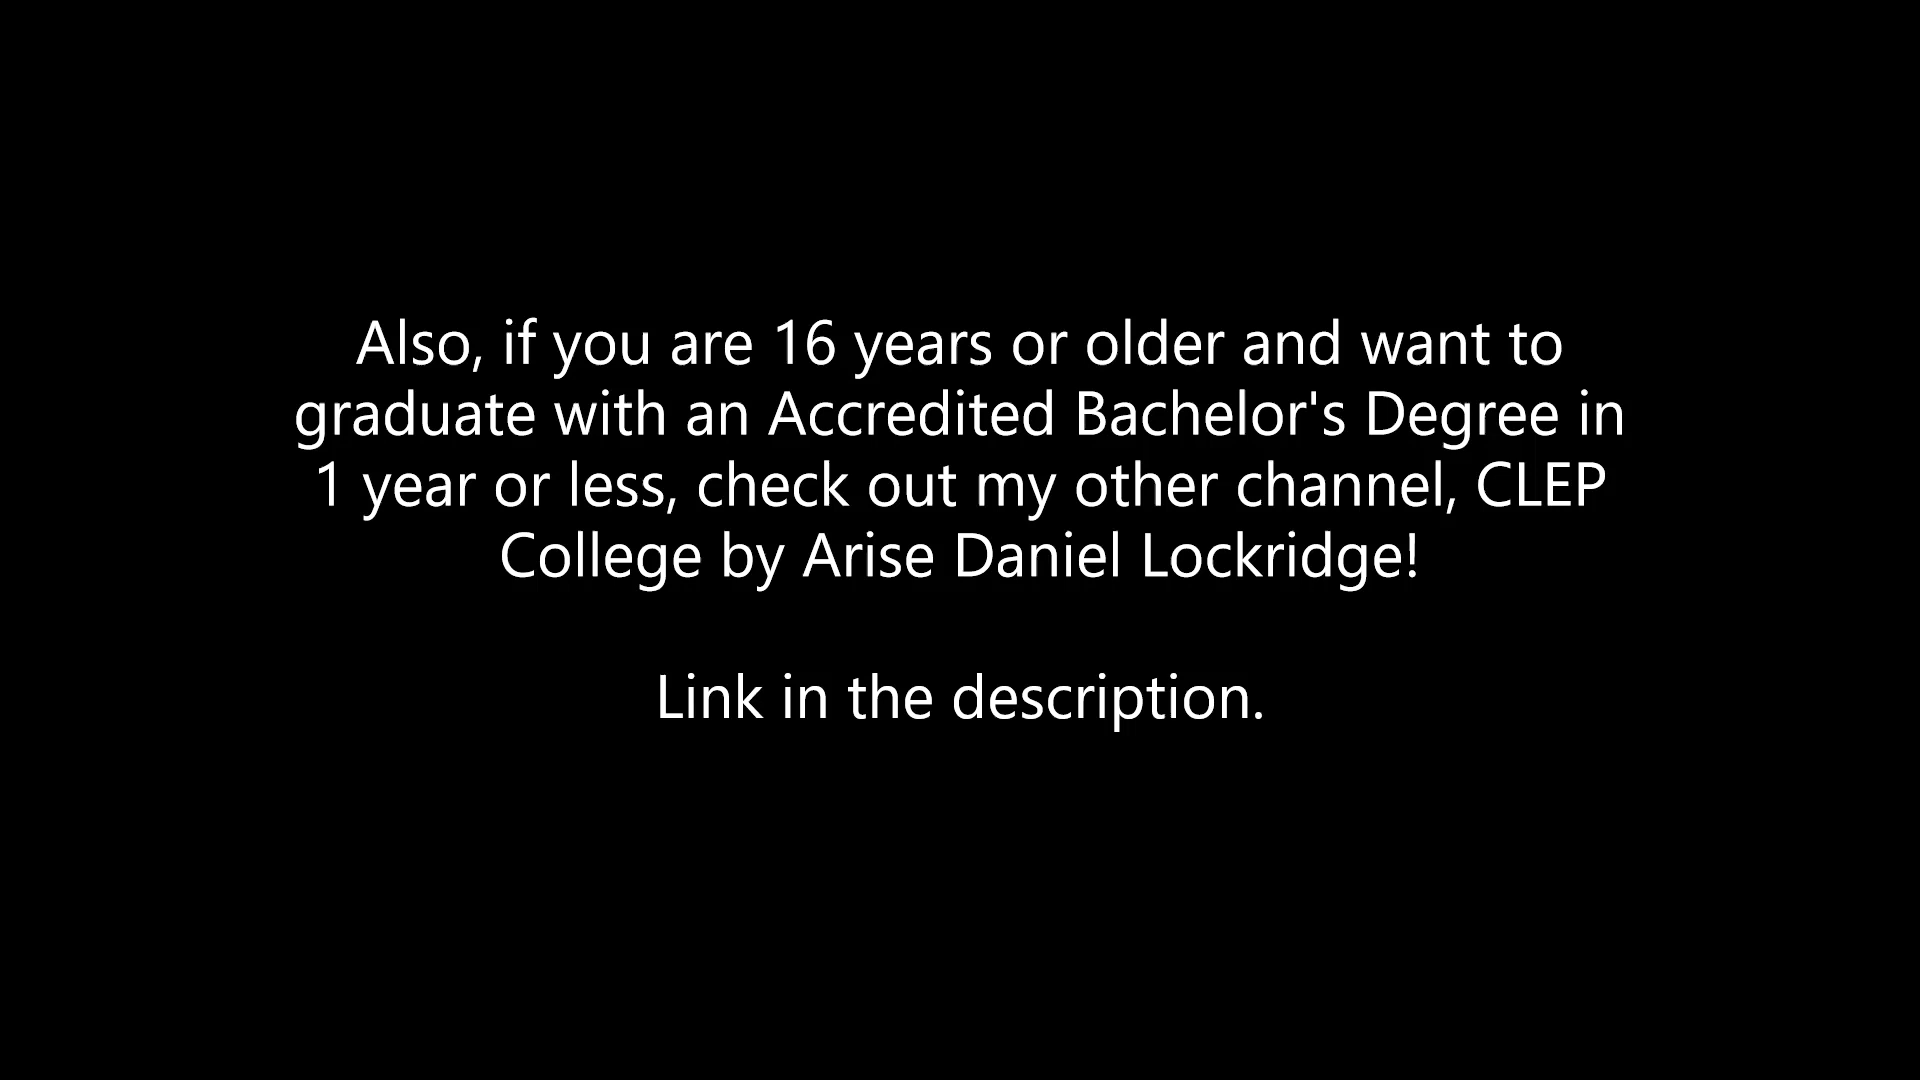 Also, if you are 16 years or older and want to
graduate with an Accredited Bachelor's Degree in
1 year or less, check out my other channel, CLEP
College by Arise Daniel Lockridge!
Link in the description.